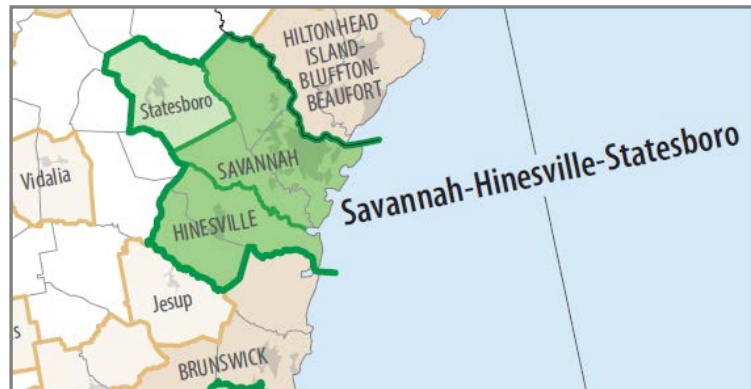 HILTON HEAD
ISLAND-
BLUFFTON-
BEAUFORT
Statesboro
SAVANNAH
Vidalia
Savannah-Hinesville-Statesboro
HINESVILLE
Jesup
s
BRUNSWICK